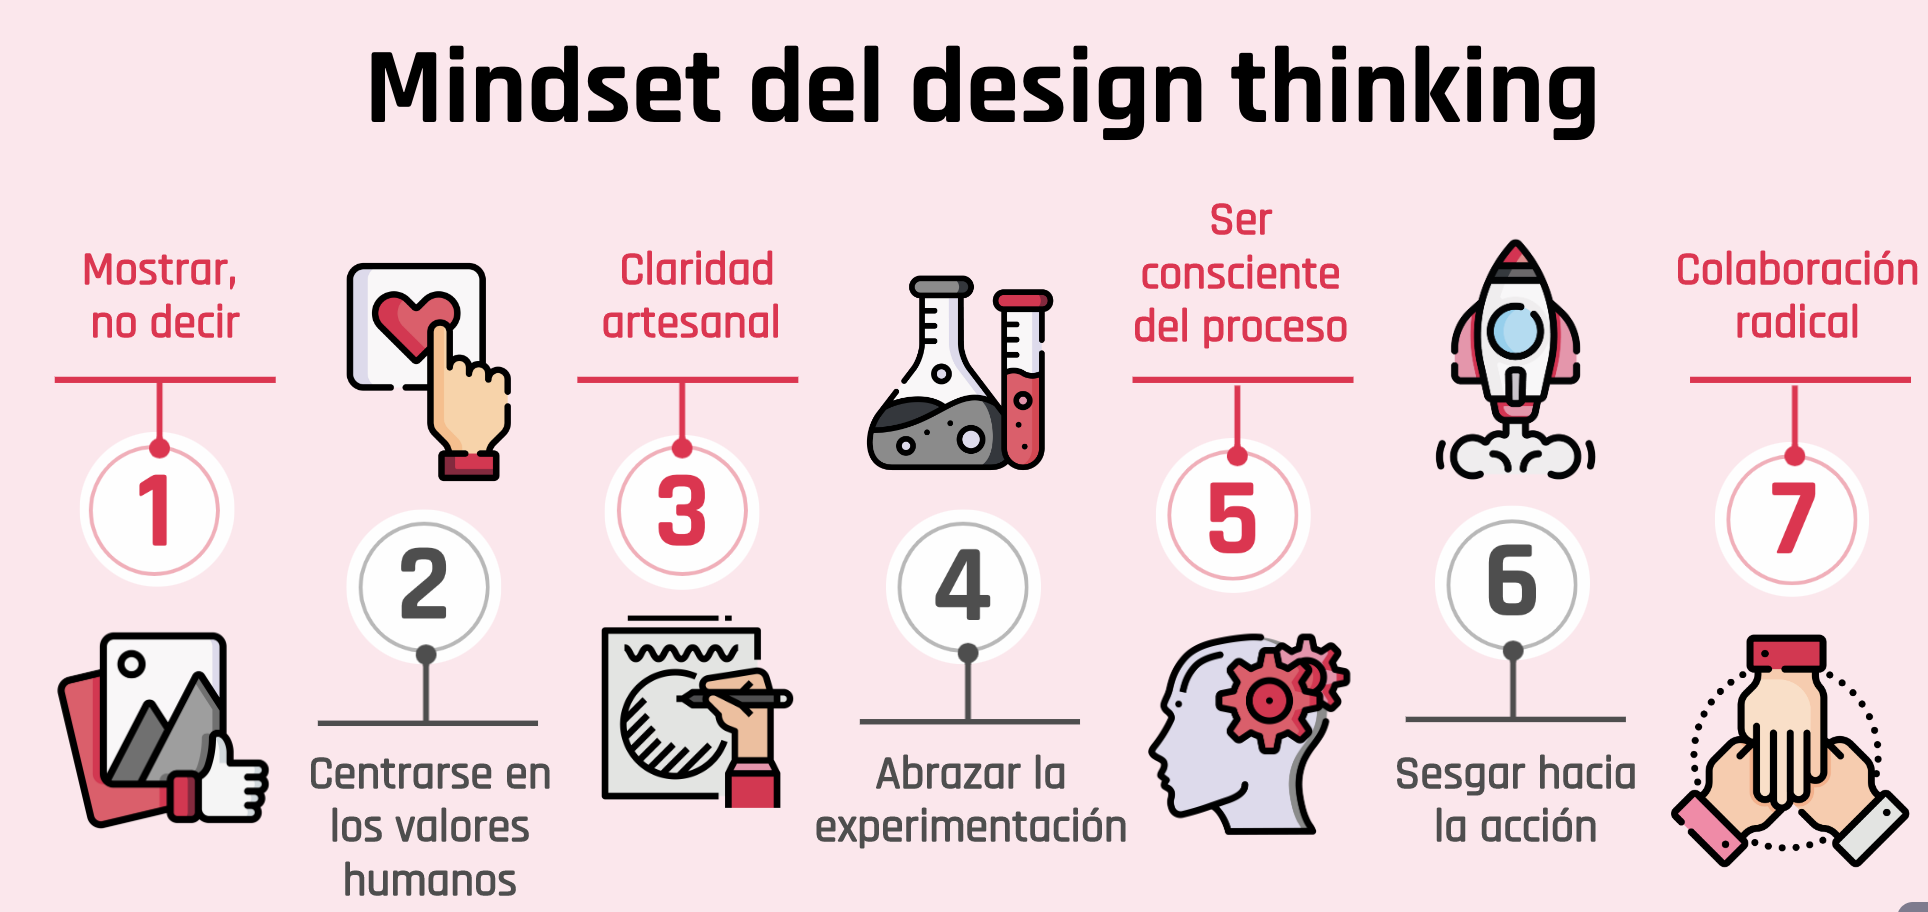 Mindset del design thinking
Mostrar,
no decir
1
2
Centrarse en
los valores
humanos
Claridad
artesanal
3
4
Abrazar la
experimentación
Ser
consciente
del proceso
5
6
Sesgar hacia
la acción
Colaboración
radical
7